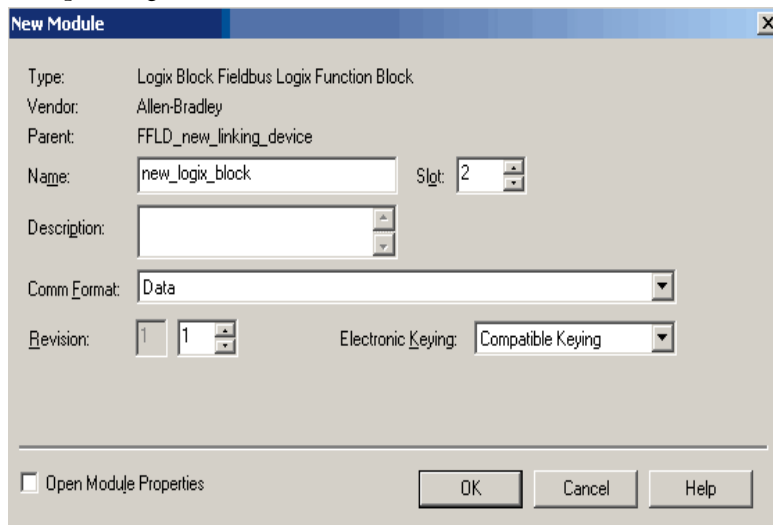 New Module
Type: Logix Block Fieldbus Logix Function Block
Vendor: Allen-Bradley
Parent: FFLD_new_linking_device
Name: new_logix_block Slot: 2
Description:
Comm Format: Data
Revision: 1 1 Electronic Keying: Compatible Keying
Open Module Properties OK Cancel Help